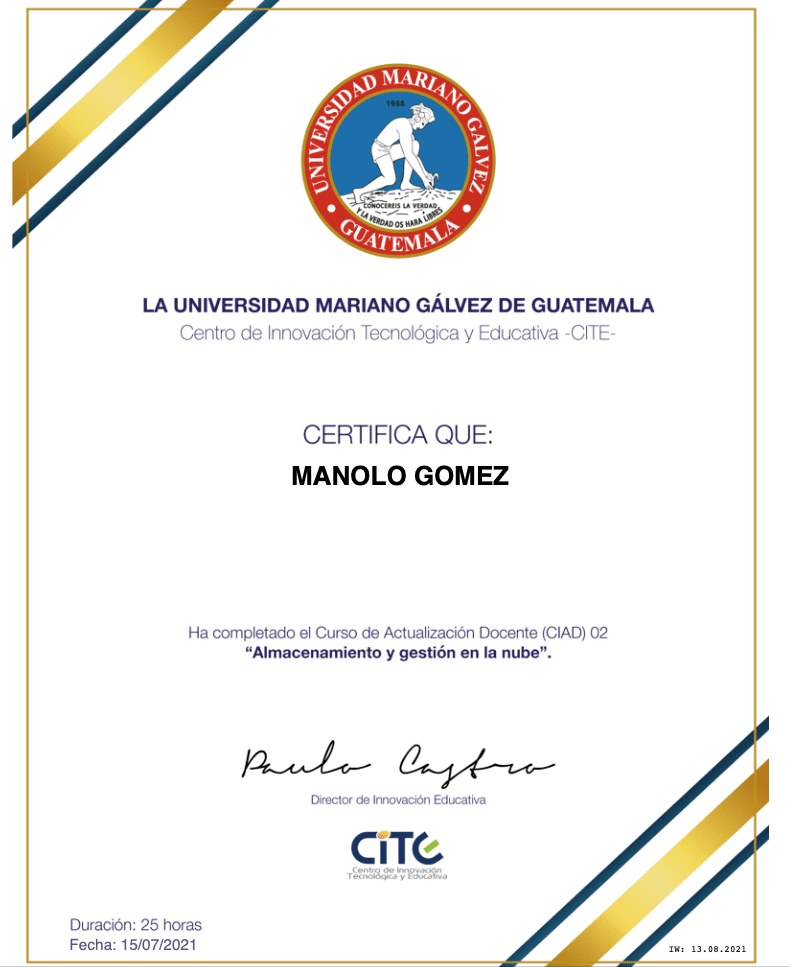 UNIVERSIDAD MARIANO GALVEZ
1966
CONOCEREIS LA VERDAD
Y LA VERDAD OS HARA LIBRES
GUATEMALA
LA UNIVERSIDAD MARIANO GÁLVEZ DE GUATEMALA
Centro de Innovación Tecnológica y Educativa -CITE-
CERTIFICA QUE:
MANOLO GOMEZ
Ha completado el Curso de Actualización Docente (CIAD) 02
“Almacenamiento y gestión en la nube”.
Paulo Castro
Director de Innovación Educativa
CiTE
Centro de Innovación
Tecnológica y Educativa
Duración: 25 horas
Fecha: 15/07/2021
IW: 13.08.2021